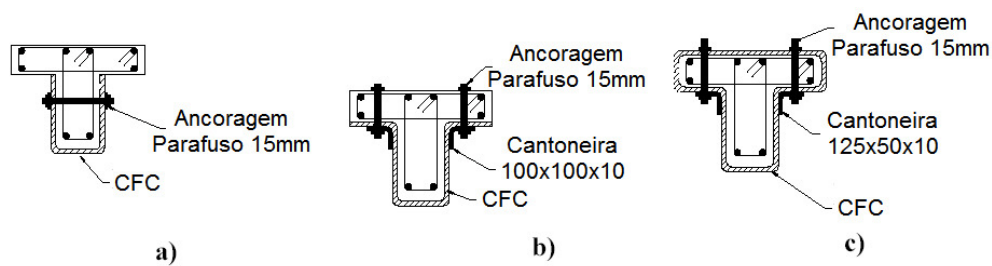 Ancoragem
Parafuso 15mm
CFC
a)
Ancoragem
Parafuso 15mm
Cantoneira
100x100x10
CFC
b)
Ancoragem
Parafuso 15mm
Cantoneira
125x50x10
CFC
c)